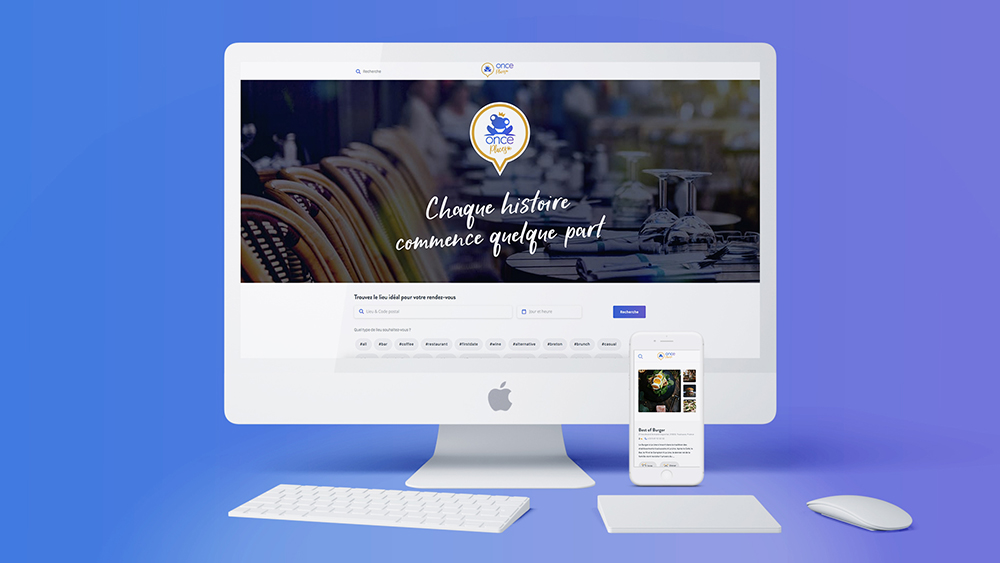 Recherche
once
Places
once
Places
Chaque histoire
commence quelque part
Trouvez le lieu idéal pour votre rendez-vous
Lieu & Code postal
jour et heure
Recherche
Quel type de lieu souhaitez-vous ?
#all
#bar
#coffee
#restaurant
#firstdate
#wine
#alternative
#breton
#brunch
#casual
once
Best of Burger